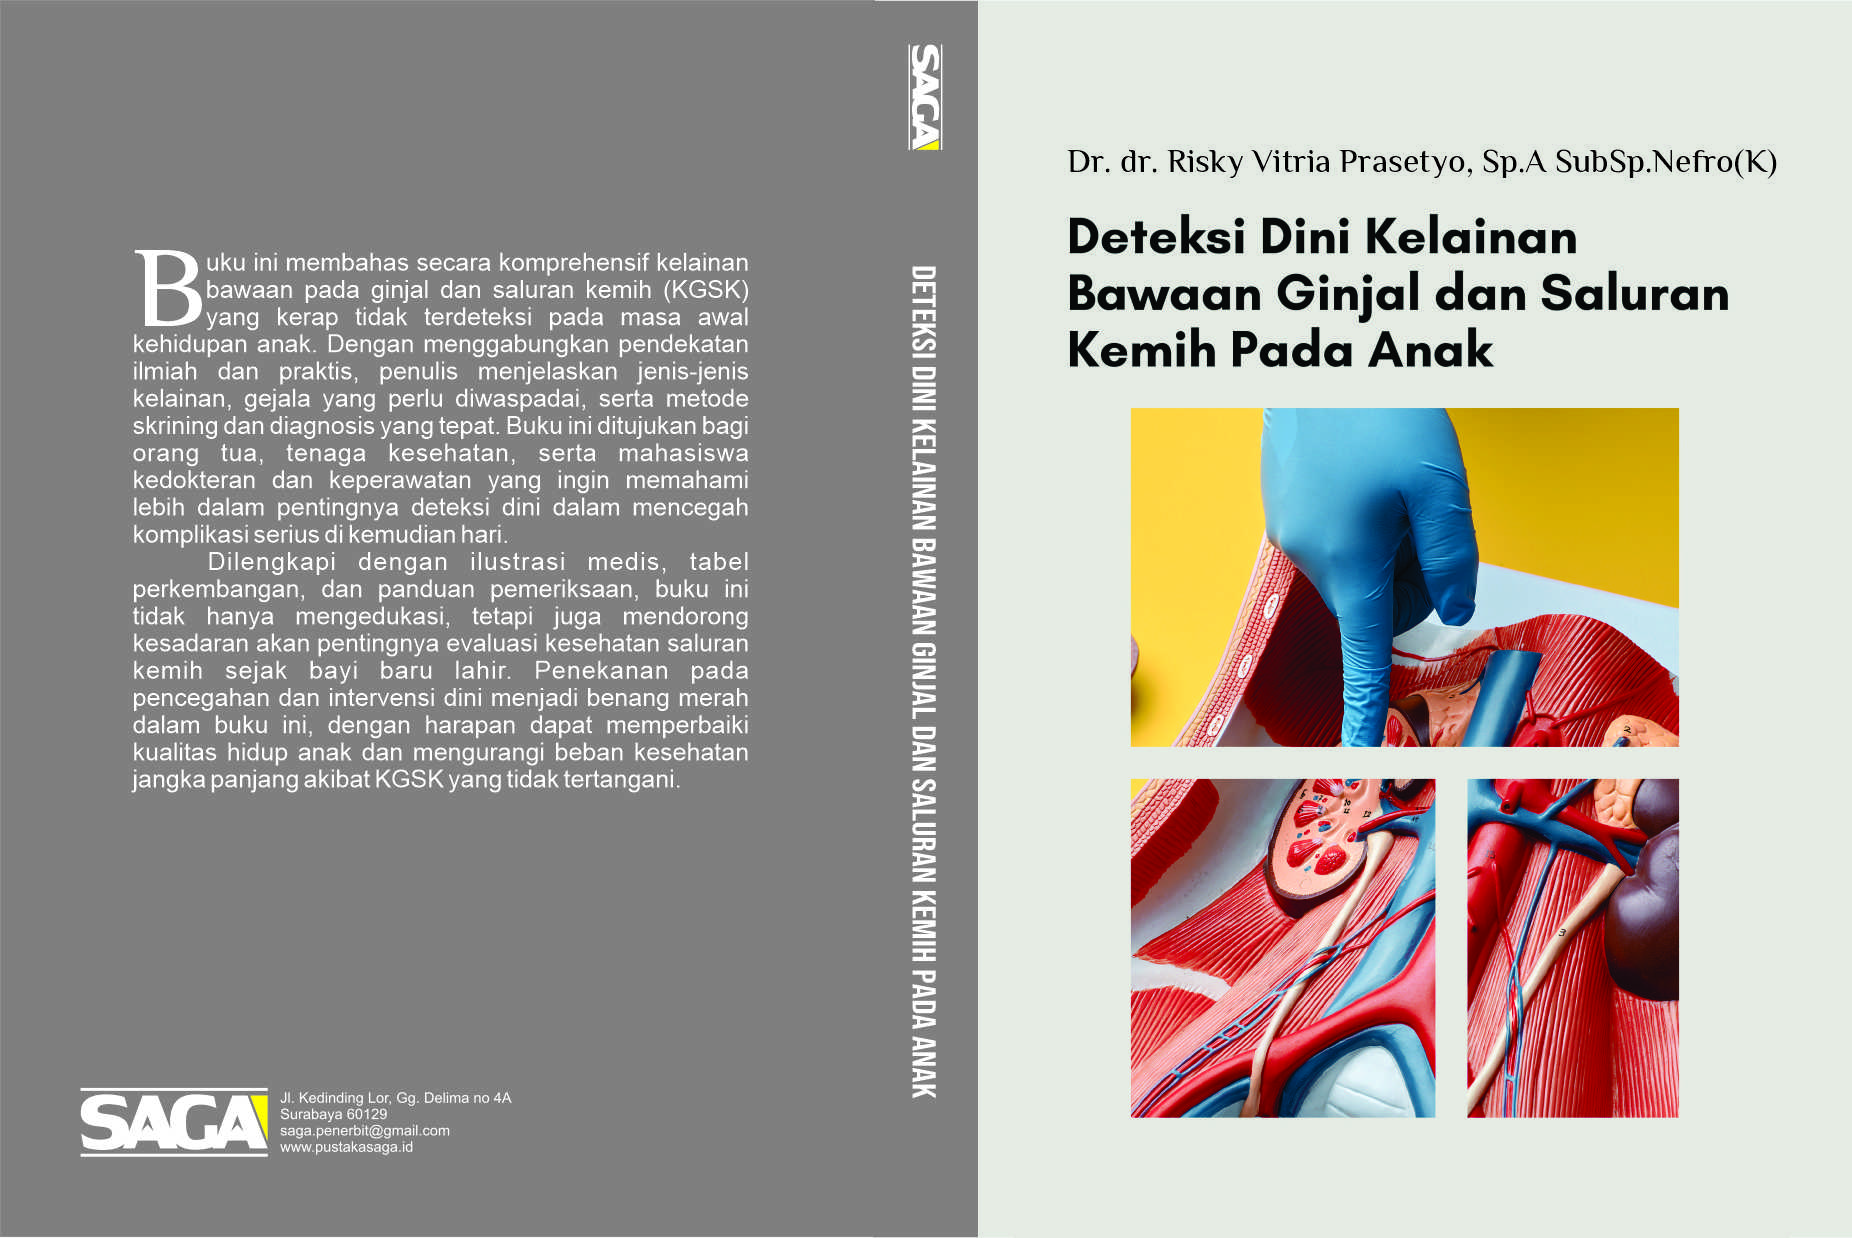 Buku ini membahas secara komprehensif kelainan
bawaan pada ginjal dan saluran kemih (KGSK)
yang kerap tidak terdeteksi pada masa awal
kehidupan anak. Dengan menggabungkan pendekatan
ilmiah dan praktis, penulis menjelaskan jenis-jenis
kelainan, gejala yang perlu diwaspadai, serta metode
skrining dan diagnosis yang tepat. Buku ini ditujukan bagi
orang tua, tenaga kesehatan, serta mahasiswa
kedokteran dan keperawatan yang ingin memahami
lebih dalam pentingnya deteksi dini dalam mencegah
komplikasi serius di kemudian hari.
Dilengkapi dengan ilustrasi medis, tabel
perkembangan, dan panduan pemeriksaan, buku ini
tidak hanya mengedukasi, tetapi juga mendorong
kesadaran akan pentingnya evaluasi kesehatan saluran
kemih sejak bayi baru lahir. Penekanan pada
pencegahan dan intervensi dini menjadi benang merah
dalam buku ini, dengan harapan dapat memperbaiki
kualitas hidup anak dan mengurangi beban kesehatan
jangka panjang akibat KGSK yang tidak tertangani.
SAGA
Jl. Kedinding Lor, Gg. Delima no 4A
Surabaya 60129
saga.penerbit@gmail.com
www.pustakasaga.id
SAGA
DETEKSI DINI KELAINAN BAWAAN GINJAL DAN SALURAN KEMIH PADA ANAK
Dr. dr. Risky Vitria Prasetyo, Sp.A SubSp.Nefro(K)
Deteksi Dini Kelainan
Bawaan Ginjal dan Saluran
Kemih Pada Anak
2
10
11
12
3